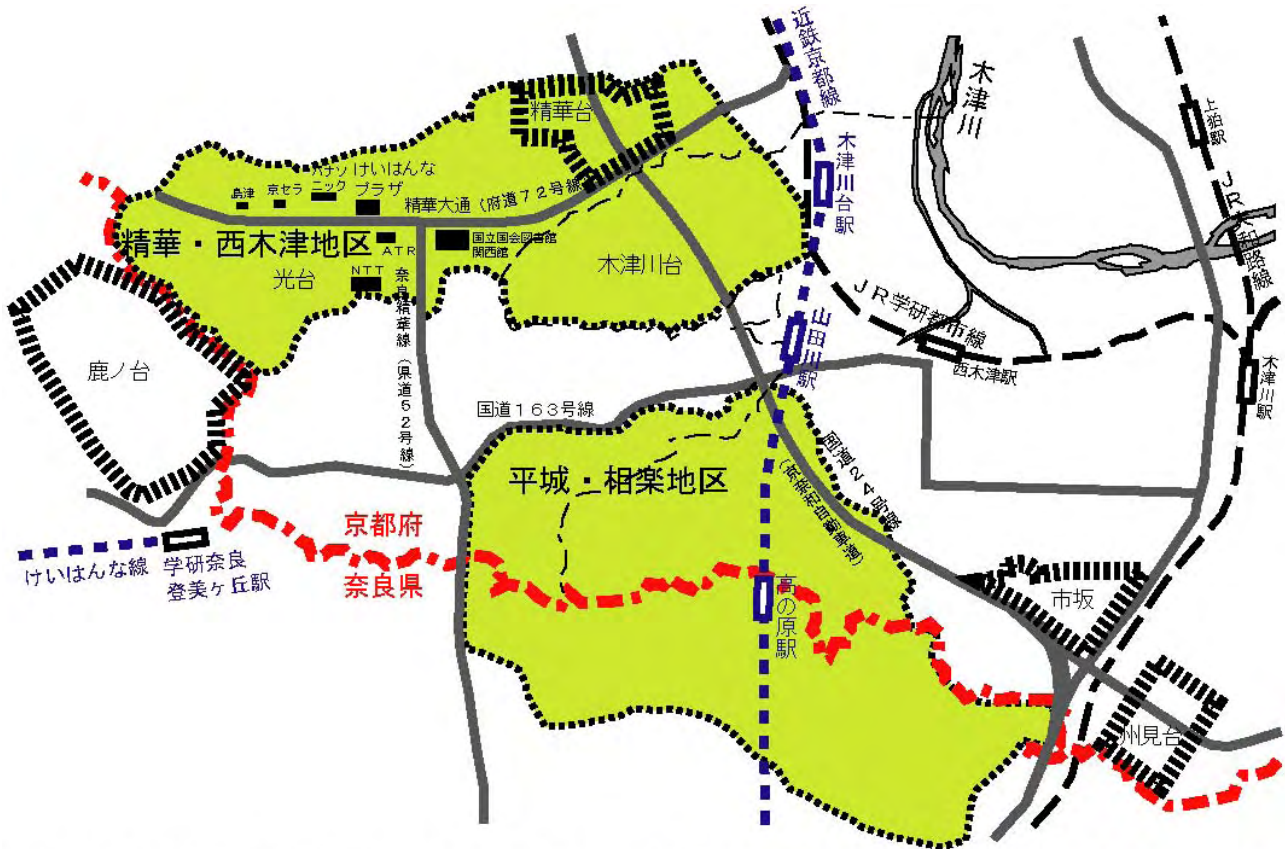 近鉄京都線
木津川
精華台
上狛駅
木津川台駅
パナソ
ニック
けいはんな
プラザ
島津
京セラ
精華大通(府道72号線)
JR大和路線
精華・西木津地区
ATR
国立国会図書館
関西館
光台
NTT
木津川台
奈良精華線(県道52号線)
JR学研都市線
山田川駅
西木津駅
木津川駅
鹿ノ台
国道163号線
国道24号線
平城・相楽地区
京都府
奈良県
けいはんな線
学研奈良
登美ヶ丘駅
高の原駅
市坂
州見台